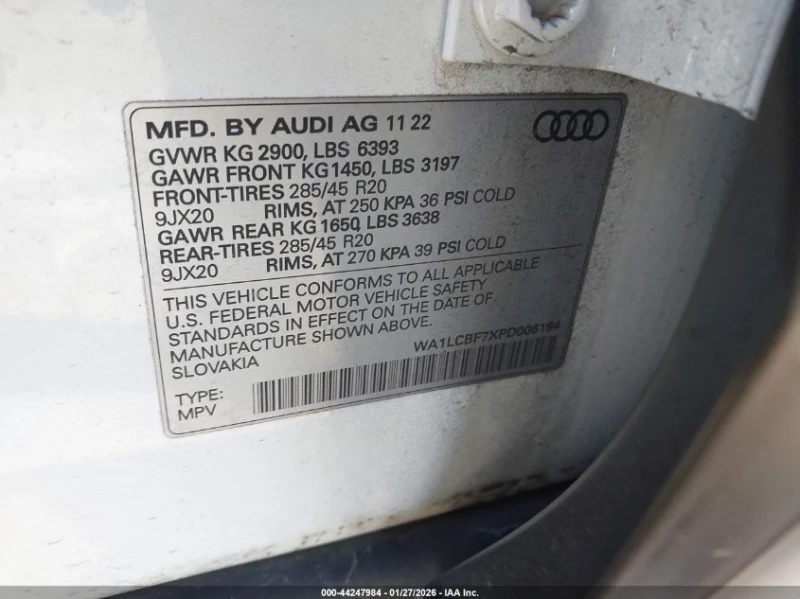 MFD. BY AUDI AG 11 22
GVWR KG 2900, LBS 6393
GAWR FRONT KG 1450, LBS 3197
FRONT-TIRES 285/45 R20
9JX20 RIMS, AT 250 KPA 36 PSI COLD
GAWR REAR KG 1650, LBS 3638
REAR-TIRES 285/45 R20
9JX20 RIMS, AT 270 KPA 39 PSI COLD
THIS VEHICLE CONFORMS TO ALL APPLICABLE
U.S. FEDERAL MOTOR VEHICLE SAFETY
STANDARDS IN EFFECT ON THE DATE OF
MANUFACTURE SHOWN ABOVE.
SLOVAKIA
WA1LCBF7XPD006194
TYPE:
MPV
000-44247984 - 01/27/2026 - IAA Inc.